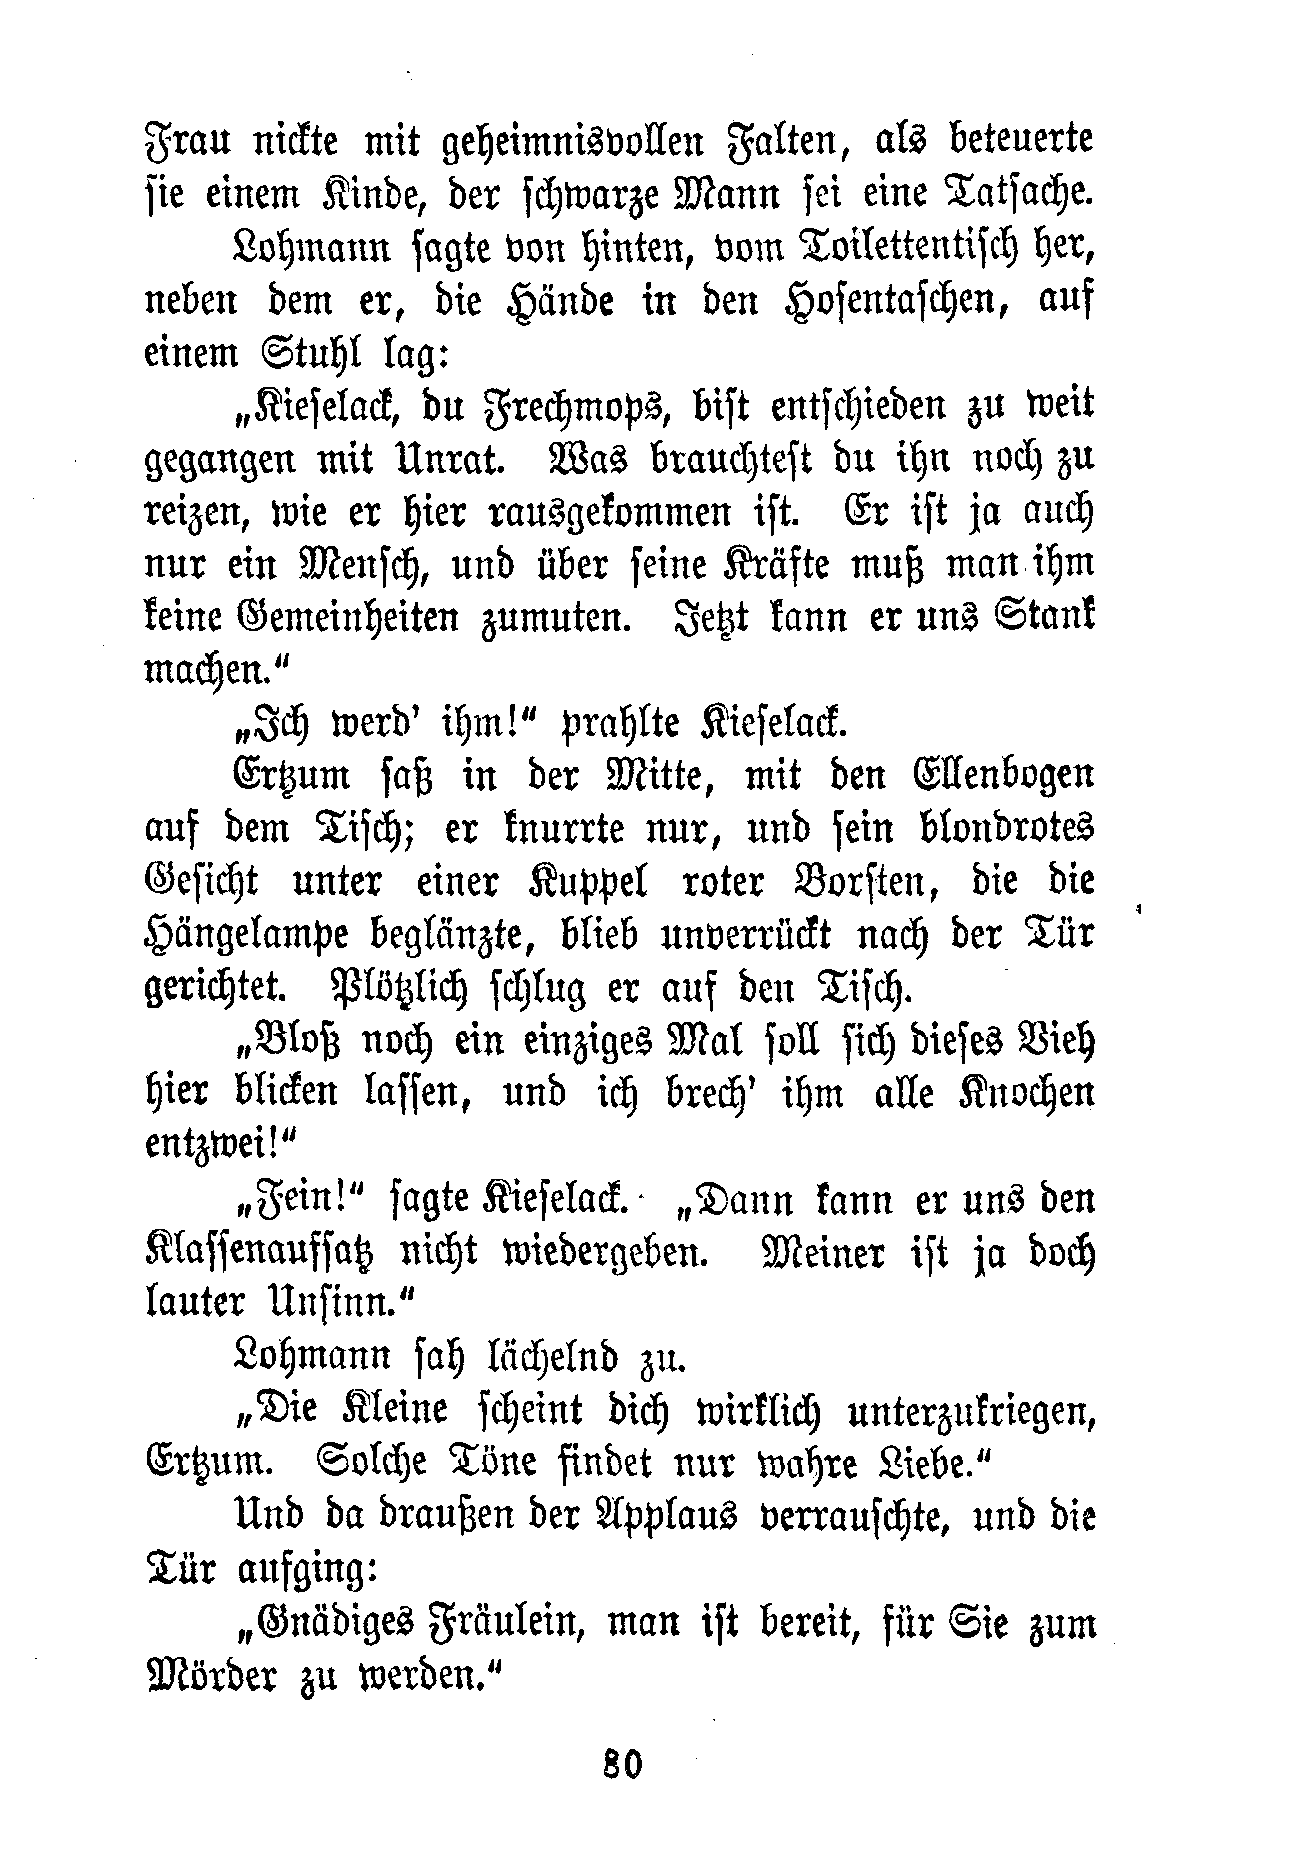 Frau nickte mit geheimnisvollen Falten, als beteuerte
sie einem Kinde, der schwarze Mann sei eine Tatsache.
Lohmann sagte von hinten, vom Toilettentisch her,
neben dem er, die Hände in den Hosentaschen, auf
einem Stuhl lag:
„Kieselack, du Frechmops, bist entschieden zu weit
gegangen mit Unrat. Was brauchtest du ihn noch zu
reizen, wie er hier rausgekommen ist. Er ist ja auch
nur ein Mensch, und über seine Kräfte muß man ihm
keine Gemeinheiten zumuten. Jetzt kann er uns Stank
machen.“
„Ich werd’ ihm!“ prahlte Kieselack.
Ertzum saß in der Mitte, mit den Ellenbogen
auf dem Tisch; er knurrte nur, und sein blondrotes
Gesicht unter einer Kuppel roter Borsten, die die
Hängelampe beglänzte, blieb unverrückt nach der Tür
gerichtet. Plötzlich schlug er auf den Tisch.
„Bloß noch ein einziges Mal soll sich dieses Vieh
hier blicken lassen, und ich brech’ ihm alle Knochen
entzwei!“
„Fein!“ sagte Kieselack. „Dann kann er uns den
Klassenaufsatz nicht wiedergeben. Meiner ist ja doch
lauter Unsinn.“
Lohmann sah lächelnd zu.
„Die Kleine scheint dich wirklich unterzukriegen,
Ertzum. Solche Töne findet nur wahre Liebe.“
Und da draußen der Applaus verrauschte, und die
Tür aufging:
„Gnädiges Fräulein, man ist bereit, für Sie zum
Mörder zu werden.“
80